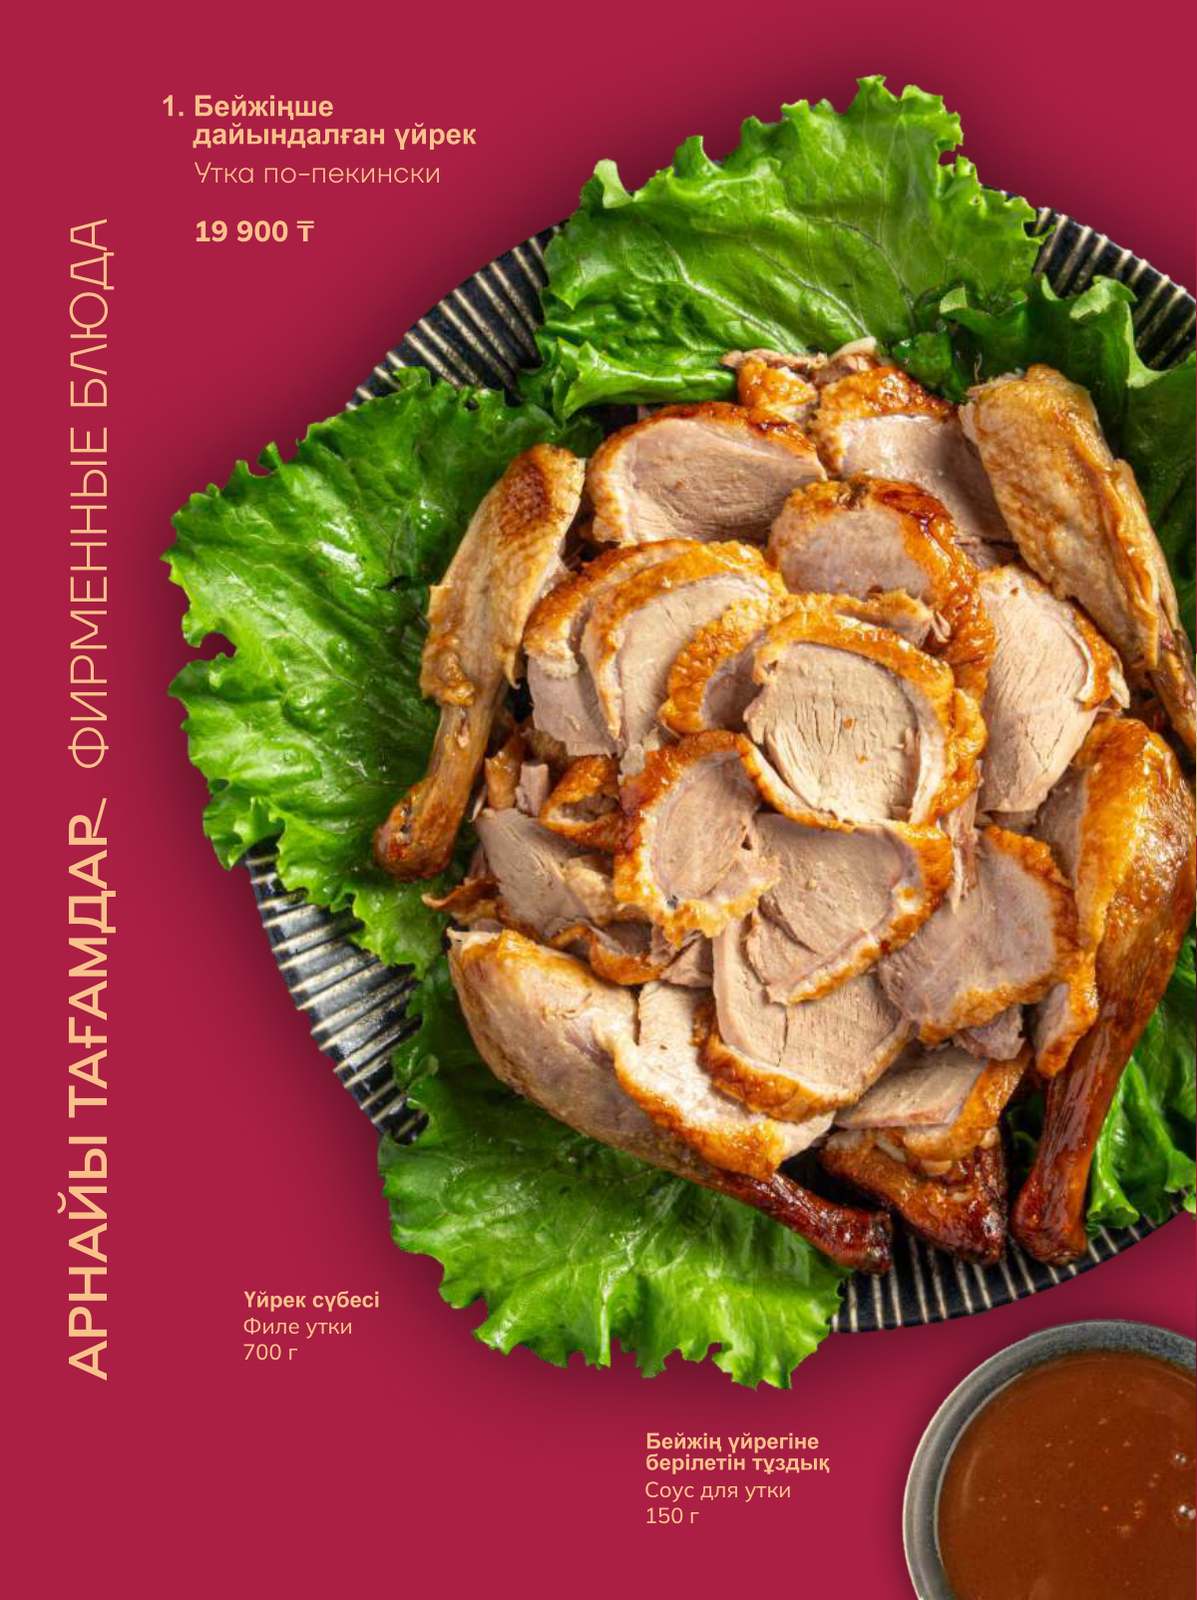 1. Бейжіңше
дайындалған үйрек
Утка по-пекински
19 900 ₸
АРНАЙЫ ТАҒАМДАР ФИРМЕННЫЕ БЛЮДА
Үйрек сүбесі
Филе утки
700 г
Бейжің үйрегіне
берілетін тұздық
Соус для утки
150 г